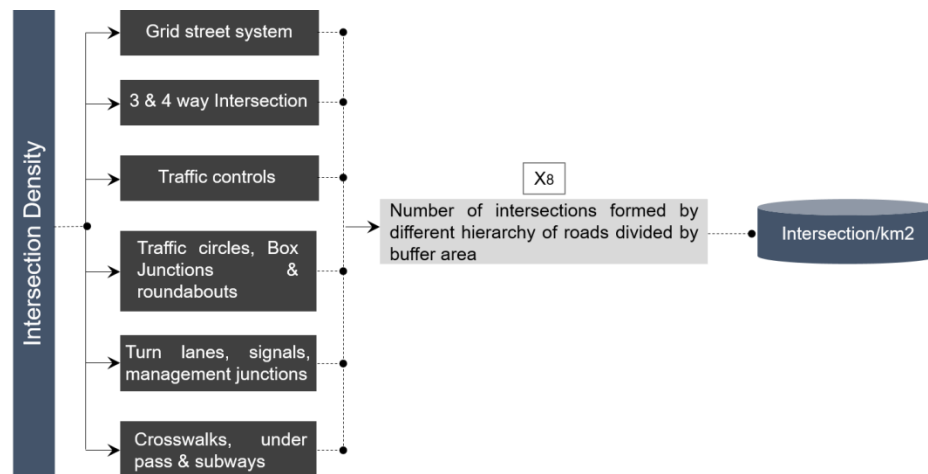 Intersection Density
Grid street system
3 & 4 way Intersection
Traffic controls
Traffic circles, Box
Junctions &
roundabouts
Turn lanes, signals,
management junctions
Crosswalks, under
pass & subways
X8
Number of intersections formed by
different hierarchy of roads divided by
buffer area
Intersection/km2